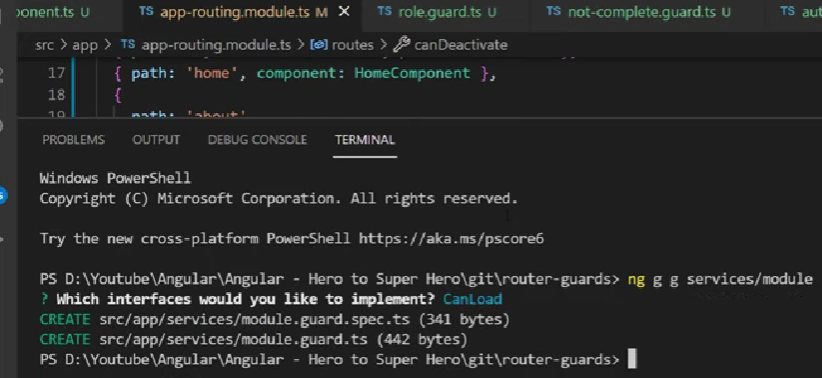 ponent.ts U
TS app-routing.module.ts M
TS role.guard.ts U
TS not-complete.guard.ts U
TS aut
src > app > TS app-routing.module.ts > routes > canDeactivate
17 { path: 'home', component: HomeComponent },
18 {
19 path: 'about'
PROBLEMS OUTPUT DEBUG CONSOLE TERMINAL
Windows PowerShell
Copyright (C) Microsoft Corporation. All rights reserved.
Try the new cross-platform PowerShell https://aka.ms/pscore6
PS D:\Youtube\Angular\Angular - Hero to Super Hero\git\router-guards> ng g g services/module
? Which interfaces would you like to implement? CanLoad
CREATE src/app/services/module.guard.spec.ts (341 bytes)
CREATE src/app/services/module.guard.ts (442 bytes)
PS D:\Youtube\Angular\Angular - Hero to Super Hero\git\router-guards>